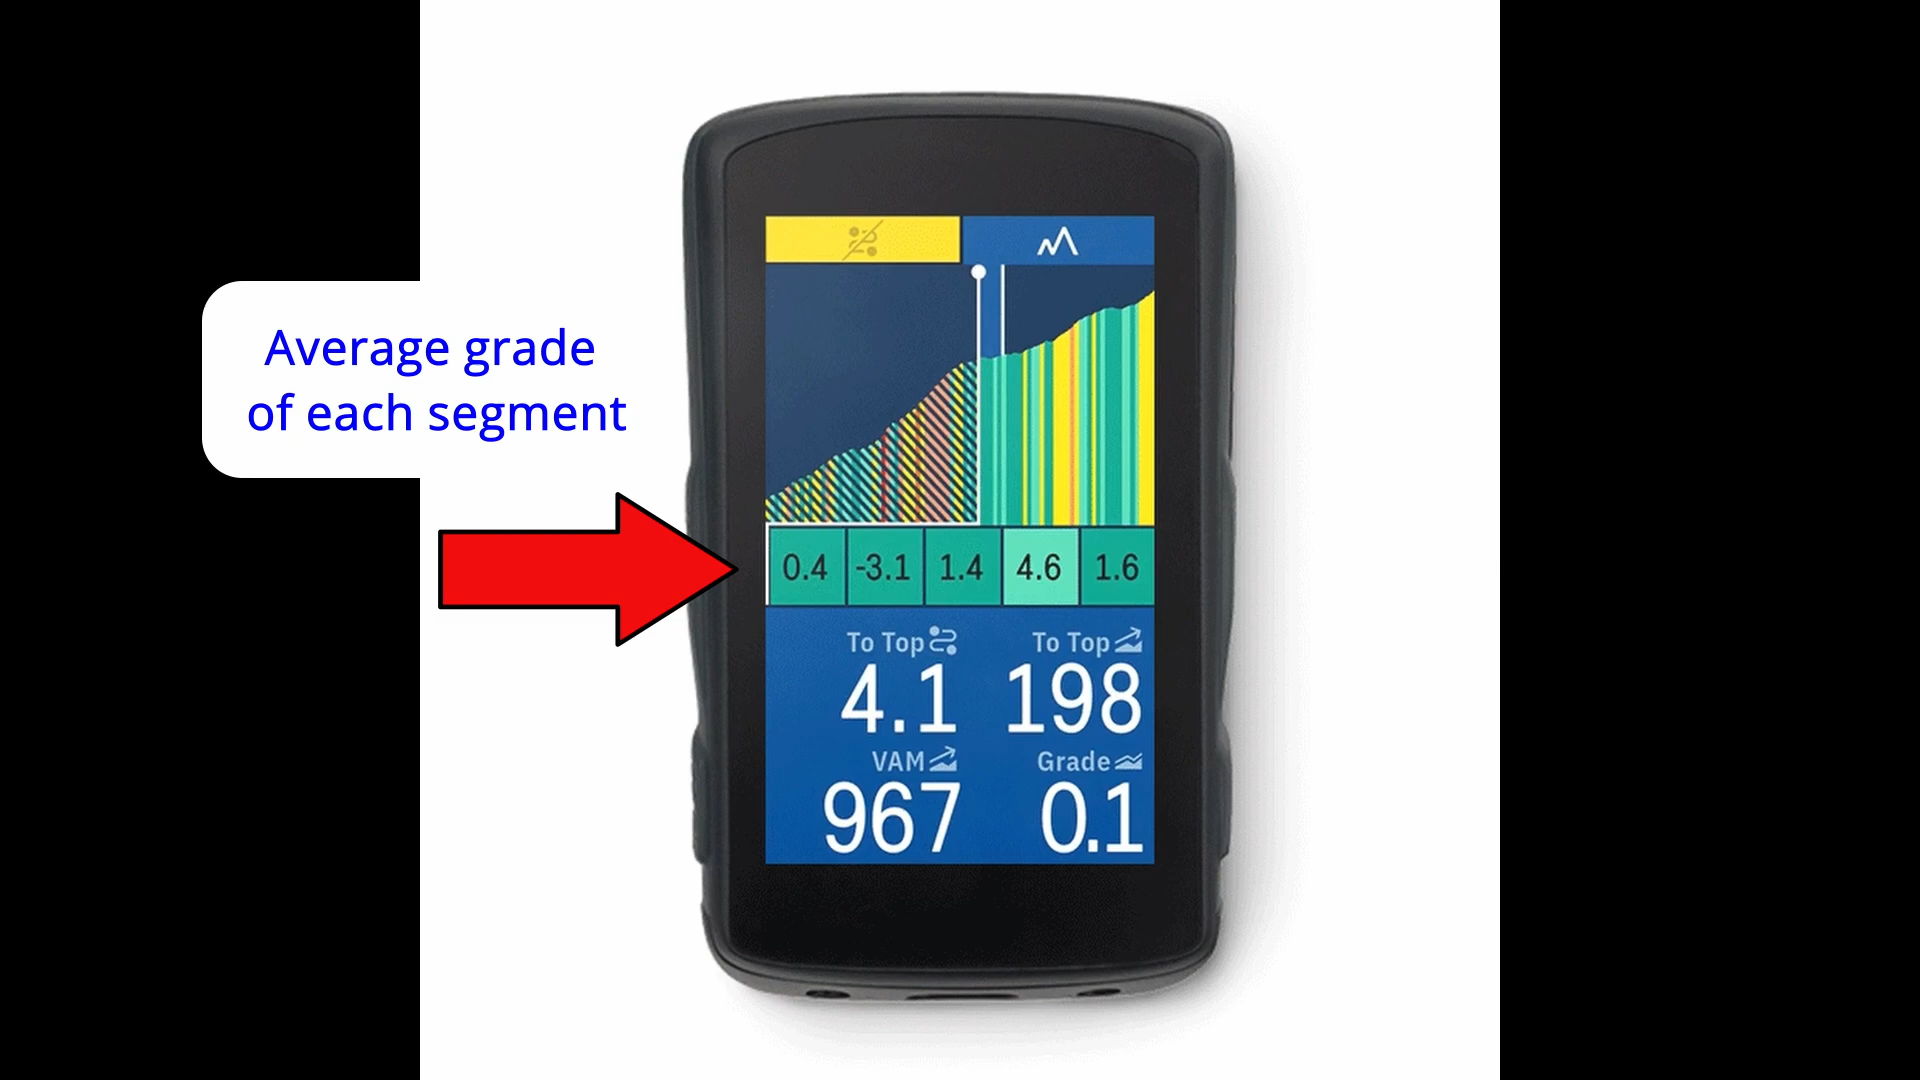 Average grade
of each segment
0.4 -3.1 1.4 4.6 1.6
To Top To Top
4.1 198
VAM Grade
967 0.1